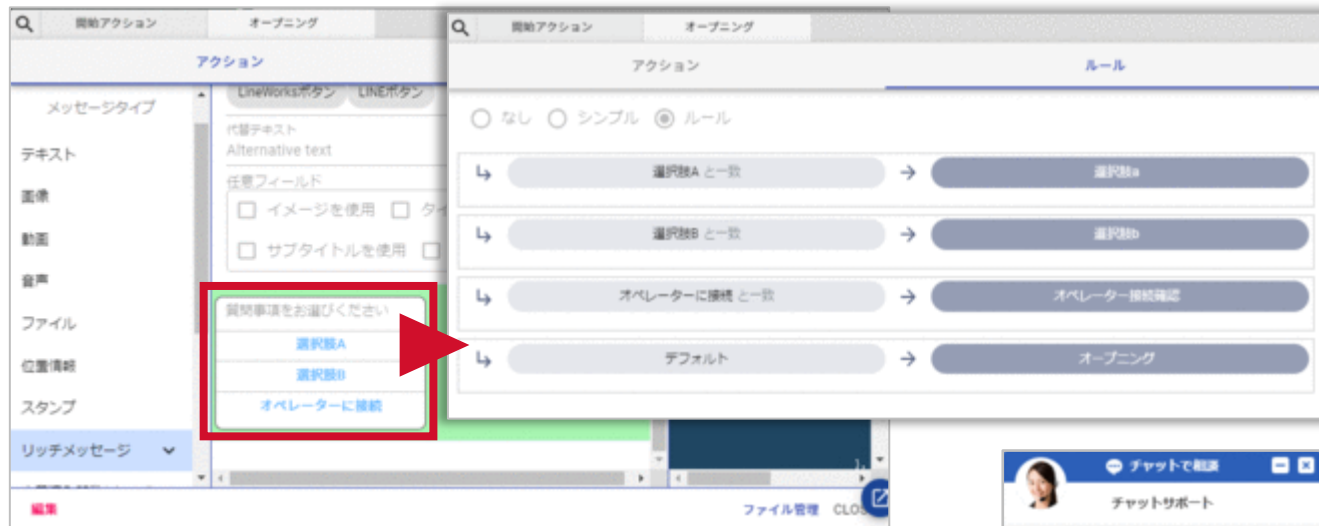 開始アクション
オープニング
アクション
メッセージタイプ
テキスト
画像
動画
音声
ファイル
位置情報
スタンプ
リッチメッセージ
LineWorksボタン
LINEボタン
代替テキスト
Alternative text
任意フィールド
イメージを使用
サブタイトルを使用
質問事項をお選びください
選択肢A
選択肢B
オペレーターに接続
編集
ファイル管理
開始アクション
オープニング
アクション
ルール
なし シンプル ルール
選択肢A と一致
選択肢a
選択肢B と一致
選択肢b
オペレーターに接続 と一致
オペレーター接続確認
デフォルト
オープニング
チャットで相談
チャットサポート